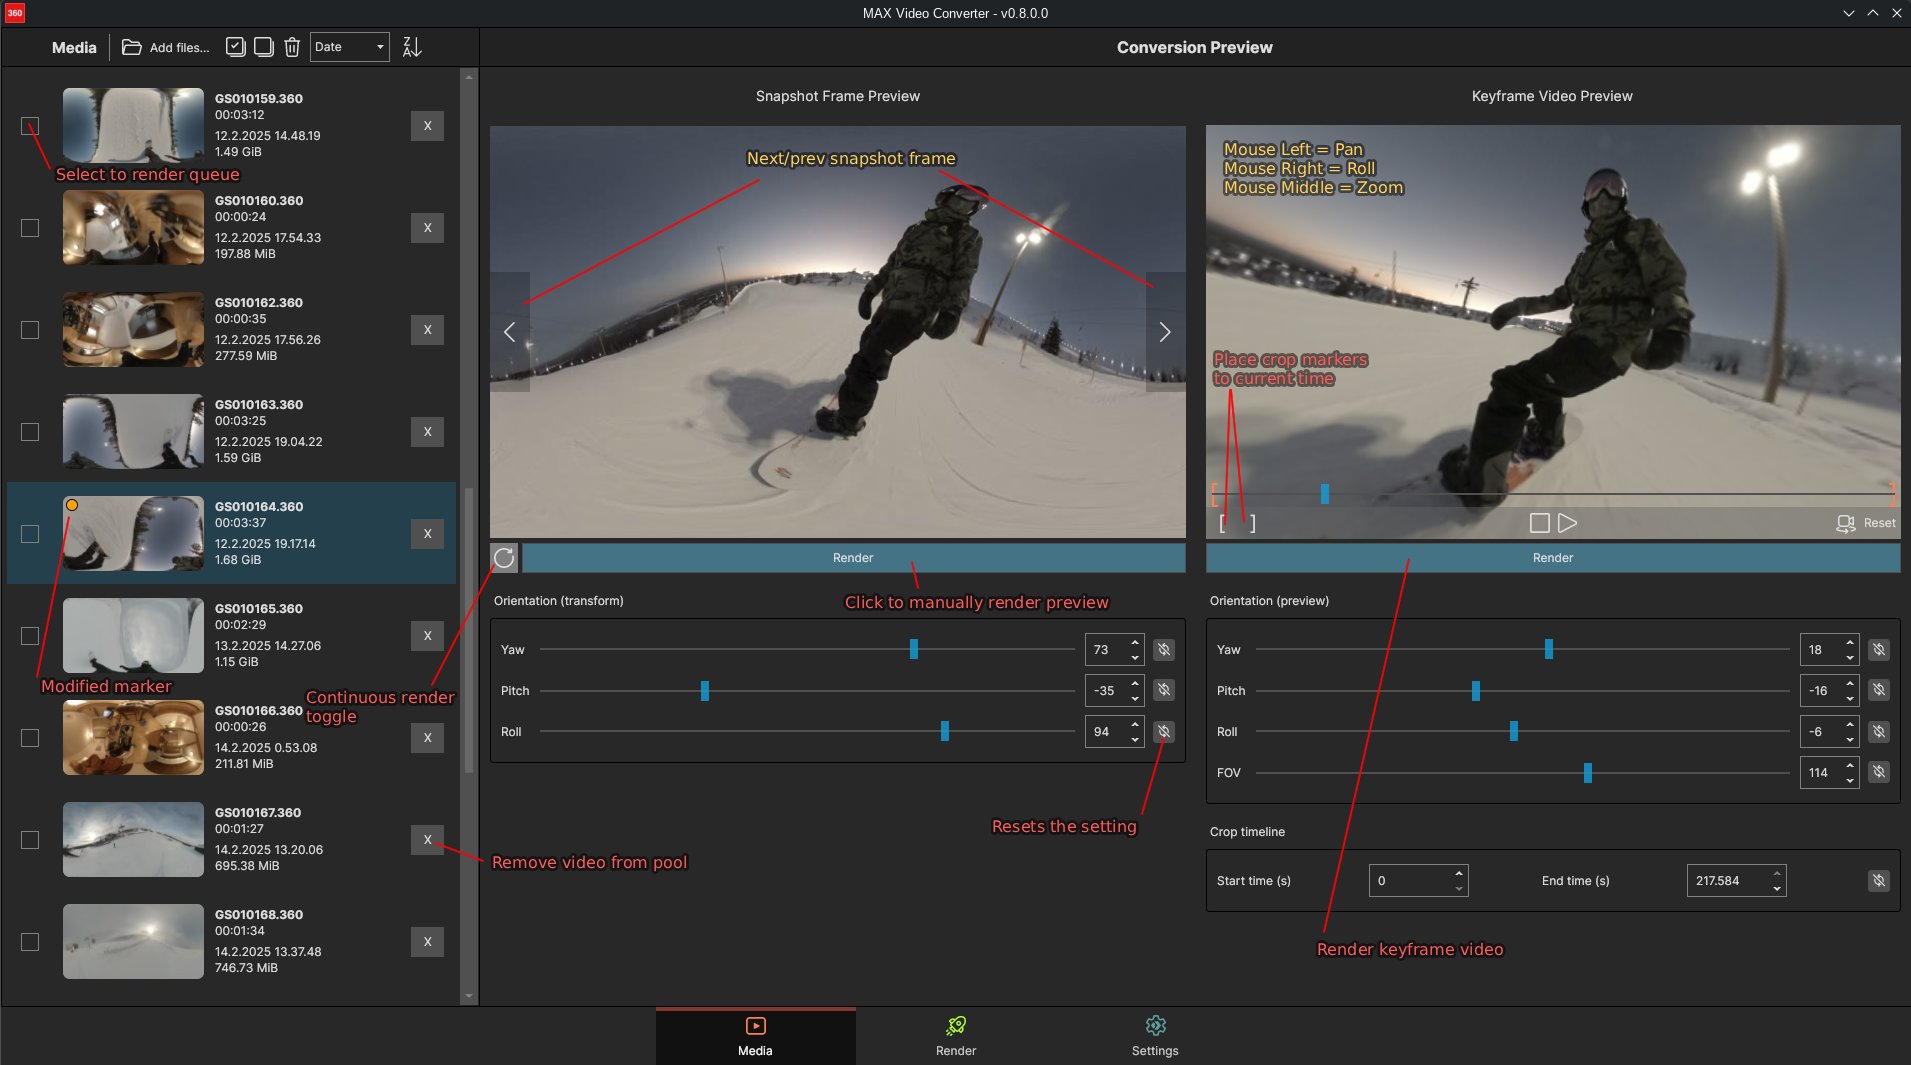 360
MAX Video Converter - v0.8.0.0
Media
Add files...
Date
Z
A
Conversion Preview
GS010159.360
00:03:12
12.2.2025 14.48.19
1.49 GiB
X
Select to render queue
GS010160.360
00:00:24
12.2.2025 17.54.33
197.88 MiB
X
GS010162.360
00:00:35
12.2.2025 17.56.26
277.59 MiB
X
GS010163.360
00:03:25
12.2.2025 19.04.22
1.59 GiB
X
GS010164.360
00:03:37
12.2.2025 19.17.14
1.68 GiB
X
GS010165.360
00:02:29
13.2.2025 14.27.06
1.15 GiB
X
Modified marker
GS010166.360
00:00:26
14.2.2025 0.53.08
211.81 MiB
X
Continuous render
toggle
GS010167.360
00:01:27
14.2.2025 13.20.06
695.38 MiB
X
Remove video from pool
GS010168.360
00:01:34
14.2.2025 13.37.48
746.73 MiB
X
Snapshot Frame Preview
Next/prev snapshot frame
Render
Click to manually render preview
Orientation (transform)
Yaw
73
Pitch
-35
Roll
94
Resets the setting
Keyframe Video Preview
Mouse Left = Pan
Mouse Right = Roll
Mouse Middle = Zoom
Place crop markers
to current time
[ ]
Reset
Render
Orientation (preview)
Yaw
18
Pitch
-16
Roll
-6
FOV
114
Crop timeline
Start time (s)
0
End time (s)
217.584
Render keyframe video
Media
Render
Settings